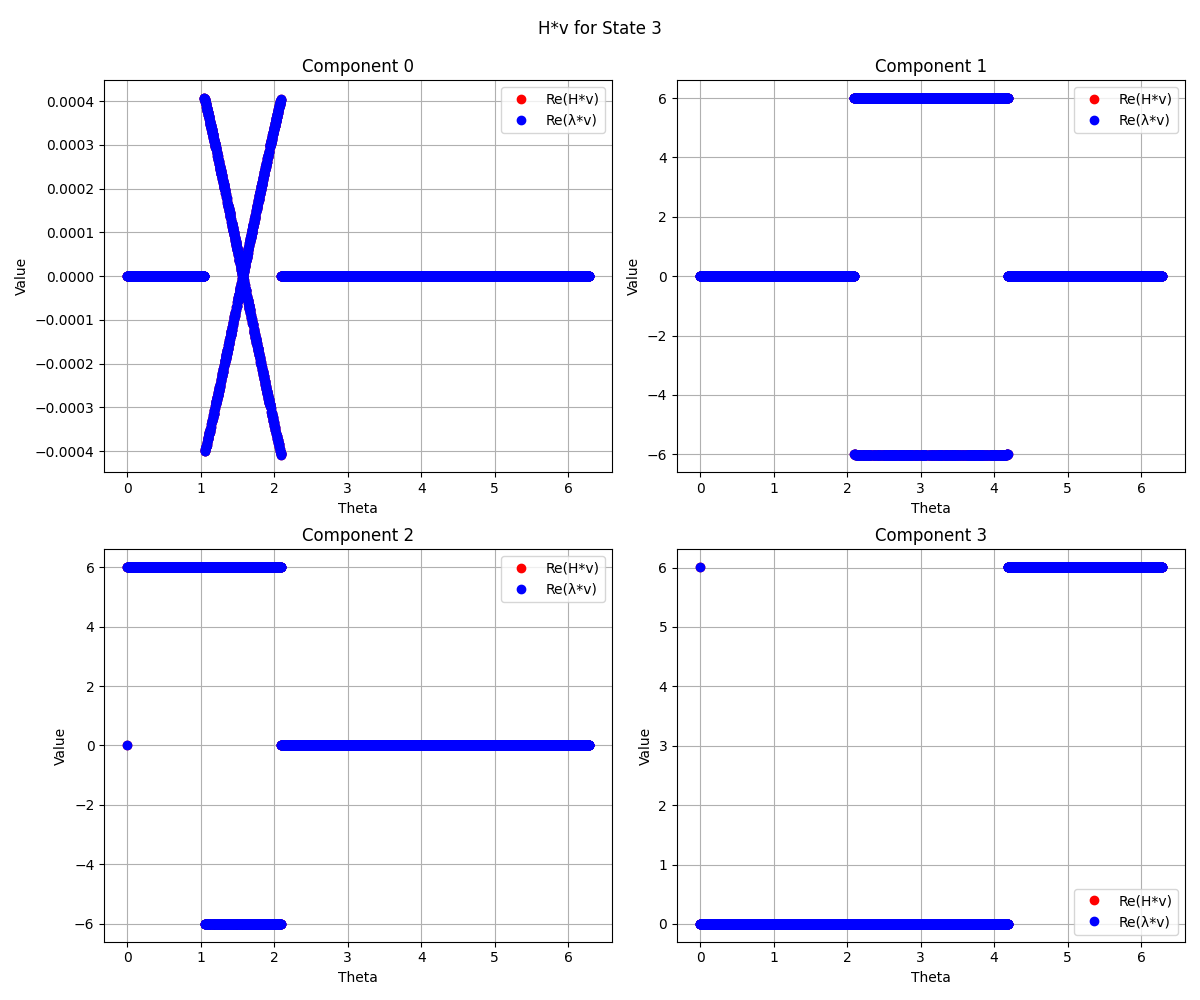 H*v for State 3
Component 0
Re(H*v)
Re(λ*v)
0.0004
0.0003
0.0002
0.0001
0.0000
−0.0001
−0.0002
−0.0003
−0.0004
Value
0 1 2 3 4 5 6
Theta
Component 1
Re(H*v)
Re(λ*v)
6
4
2
0
−2
−4
−6
Value
0 1 2 3 4 5 6
Theta
Component 2
Re(H*v)
Re(λ*v)
6
4
2
0
−2
−4
−6
Value
0 1 2 3 4 5 6
Theta
Component 3
6
5
4
3
2
1
0
Value
Re(H*v)
Re(λ*v)
0 1 2 3 4 5 6
Theta